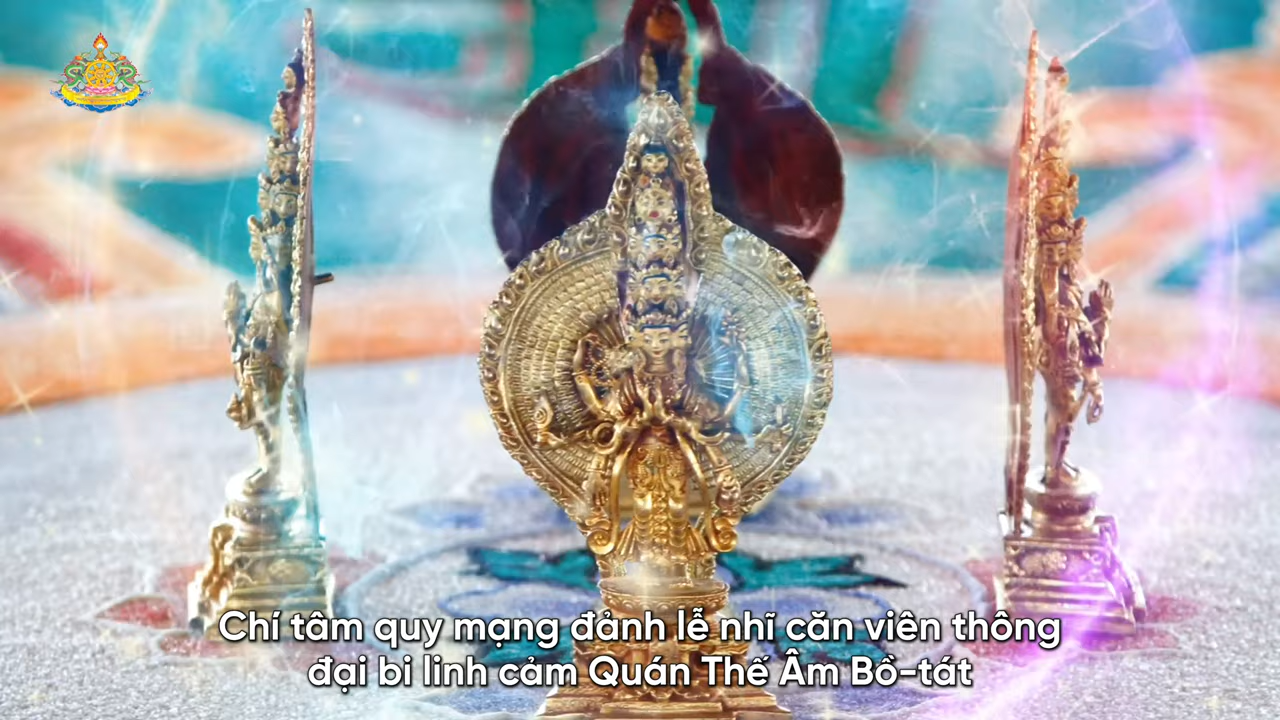 Chí tâm quy mạng đảnh lễ nhĩ căn viên thông
đại bi linh cảm Quán Thế Âm Bồ-tát